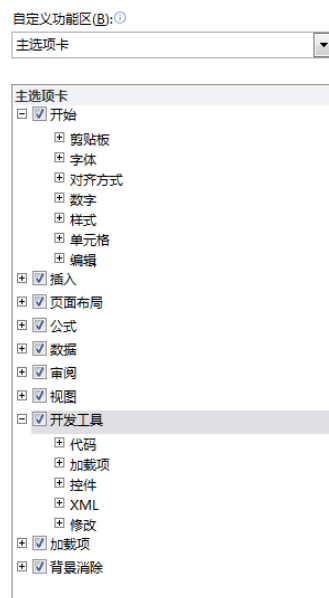 自定义功能区(B):
主选项卡
主选项卡
开始
剪贴板
字体
对齐方式
数字
样式
单元格
编辑
插入
页面布局
公式
数据
审阅
视图
开发工具
代码
加载项
控件
XML
修改
加载项
背景消除